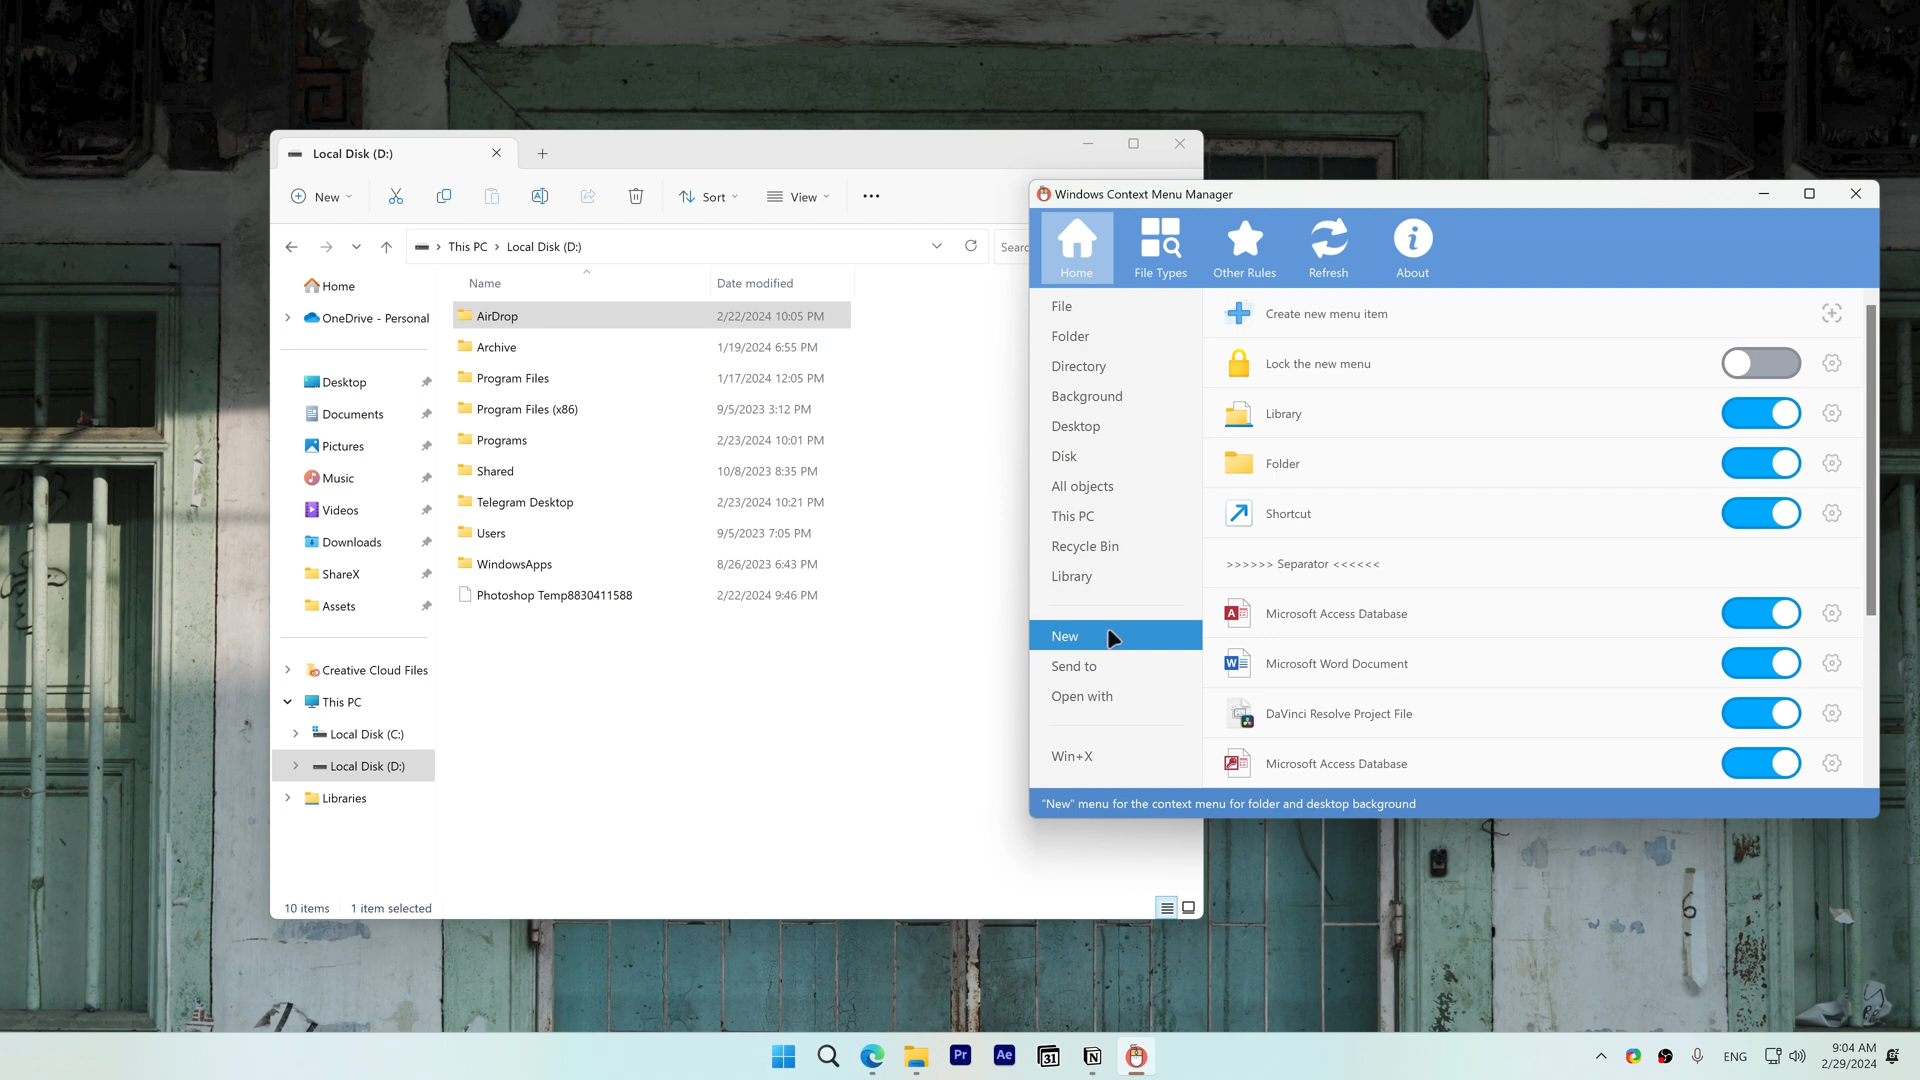 Local Disk (D:)
New
Sort
View
This PC > Local Disk (D:)
Searc
Home
OneDrive - Personal
Desktop
Documents
Pictures
Music
Videos
Downloads
ShareX
Assets
Creative Cloud Files
This PC
Local Disk (C:)
Local Disk (D:)
Libraries
Name Date modified
AirDrop 2/22/2024 10:05 PM
Archive 1/19/2024 6:55 PM
Program Files 1/17/2024 12:05 PM
Program Files (x86) 9/5/2023 3:12 PM
Programs 2/23/2024 10:01 PM
Shared 10/8/2023 8:35 PM
Telegram Desktop 2/23/2024 10:21 PM
Users 9/5/2023 7:05 PM
WindowsApps 8/26/2023 6:43 PM
Photoshop Temp8830411588 2/22/2024 9:46 PM
10 items 1 item selected
Windows Context Menu Manager
Home
File Types
Other Rules
Refresh
About
File
Folder
Directory
Background
Desktop
Disk
All objects
This PC
Recycle Bin
Library
New
Send to
Open with
Win+X
Create new menu item
Lock the new menu
Library
Folder
Shortcut
>>>>>> Separator <<<<<<
Microsoft Access Database
Microsoft Word Document
DaVinci Resolve Project File
Microsoft Access Database
"New" menu for the context menu for folder and desktop background
Pr
Ae
31
ENG
9:04 AM
2/29/2024